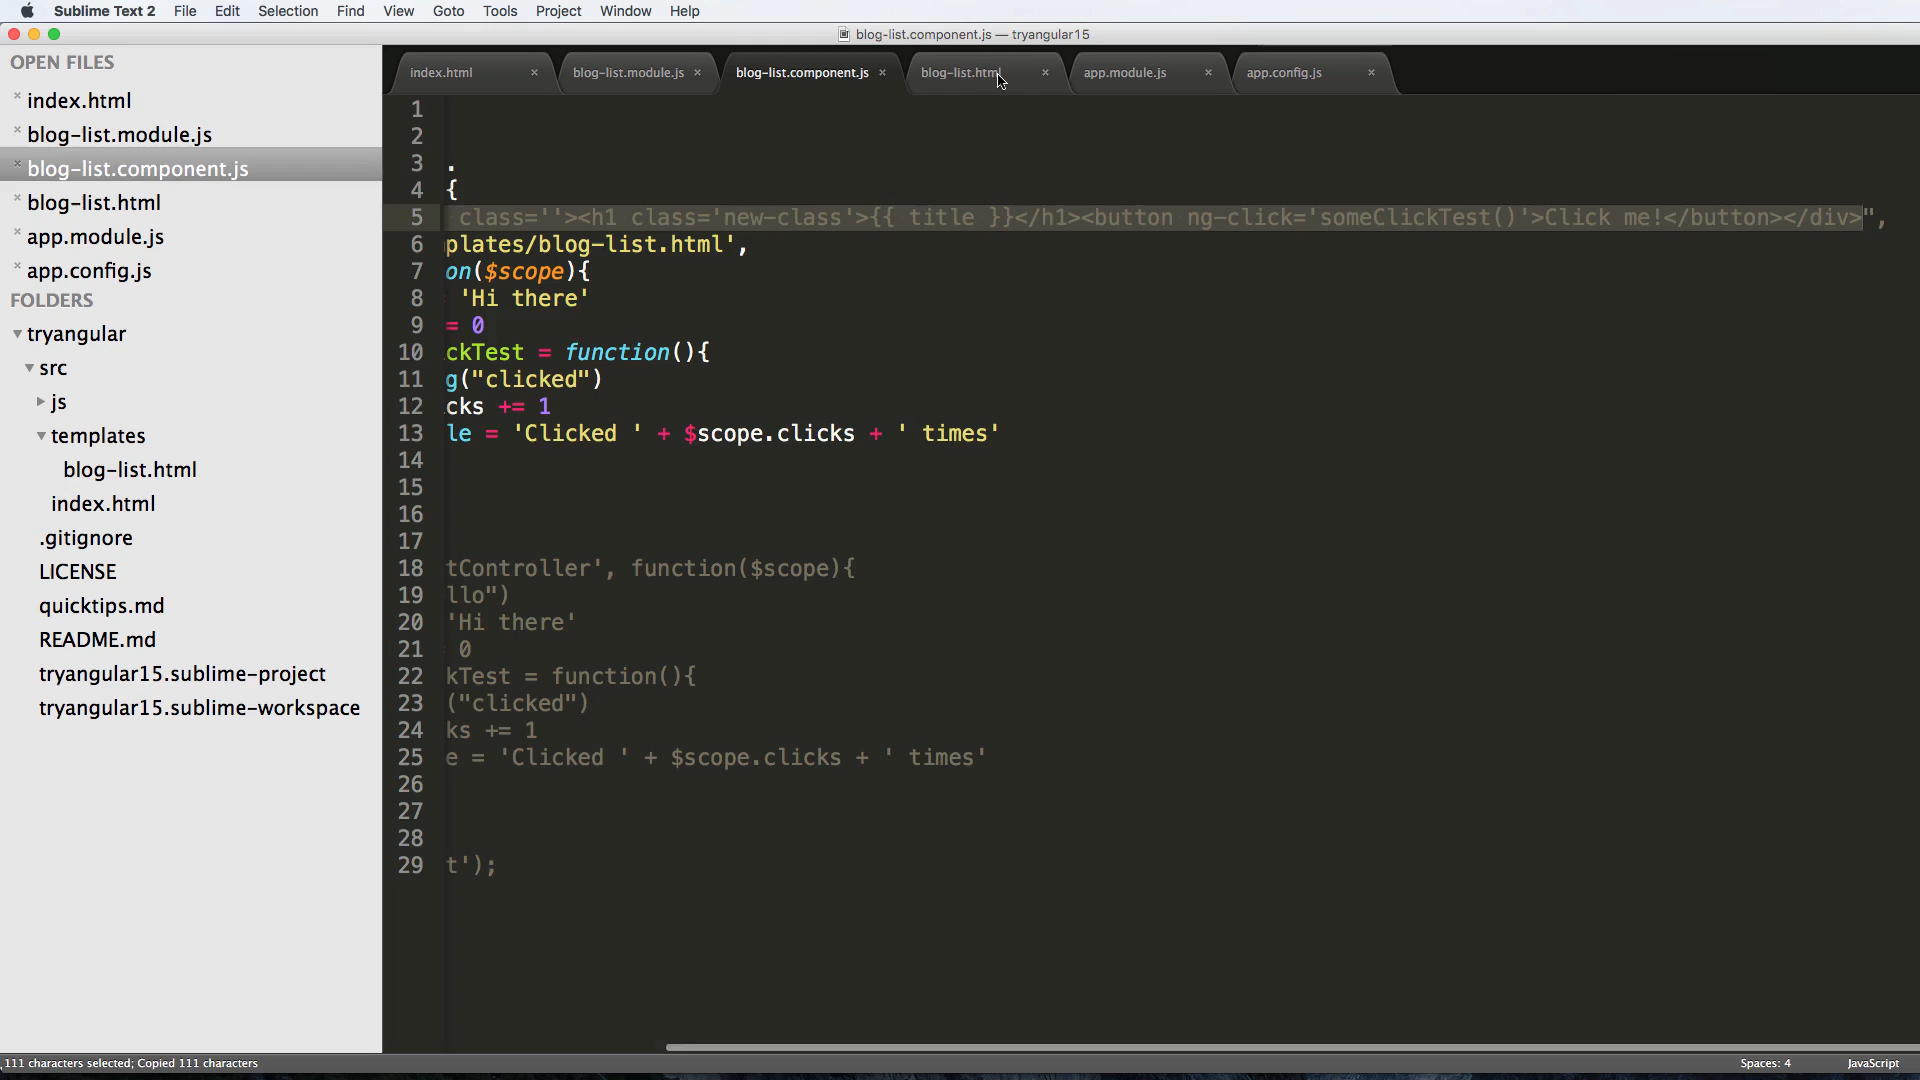 Sublime Text 2 File Edit Selection Find View Goto Tools Project Window Help
blog-list.component.js — tryangular15
OPEN FILES
index.html
blog-list.module.js
blog-list.component.js
blog-list.html
app.module.js
app.config.js
FOLDERS
tryangular
src
js
templates
blog-list.html
index.html
.gitignore
LICENSE
quicktips.md
README.md
tryangular15.sublime-project
tryangular15.sublime-workspace
index.html × blog-list.module.js × blog-list.component.js × blog-list.html × app.module.js × app.config.js ×
1
2
3 .
4 {
5 class=''><h1 class='new-class'>{{ title }}</h1><button ng-click='someClickTest()'>Click me!</button></div>",
6 plates/blog-list.html',
7 on($scope){
8 'Hi there'
9 = 0
10 ckTest = function(){
11 g("clicked")
12 cks += 1
13 le = 'Clicked ' + $scope.clicks + ' times'
14
15
16
17
18 tController', function($scope){
19 llo")
20 'Hi there'
21 0
22 kTest = function(){
23 ("clicked")
24 ks += 1
25 e = 'Clicked ' + $scope.clicks + ' times'
26
27
28
29 t');
111 characters selected; Copied 111 characters Spaces: 4 JavaScript